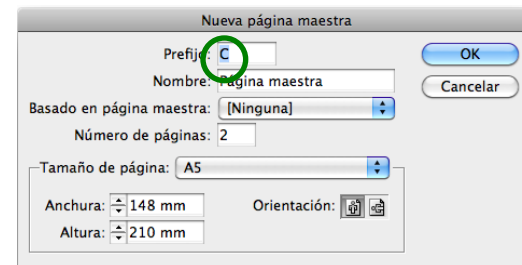 Nueva página maestra
Prefijo: C
OK
Nombre: Página maestra
Cancelar
Basado en página maestra: [Ninguna]
Número de páginas: 2
Tamaño de página: A5
Anchura: 148 mm Orientación:
Altura: 210 mm